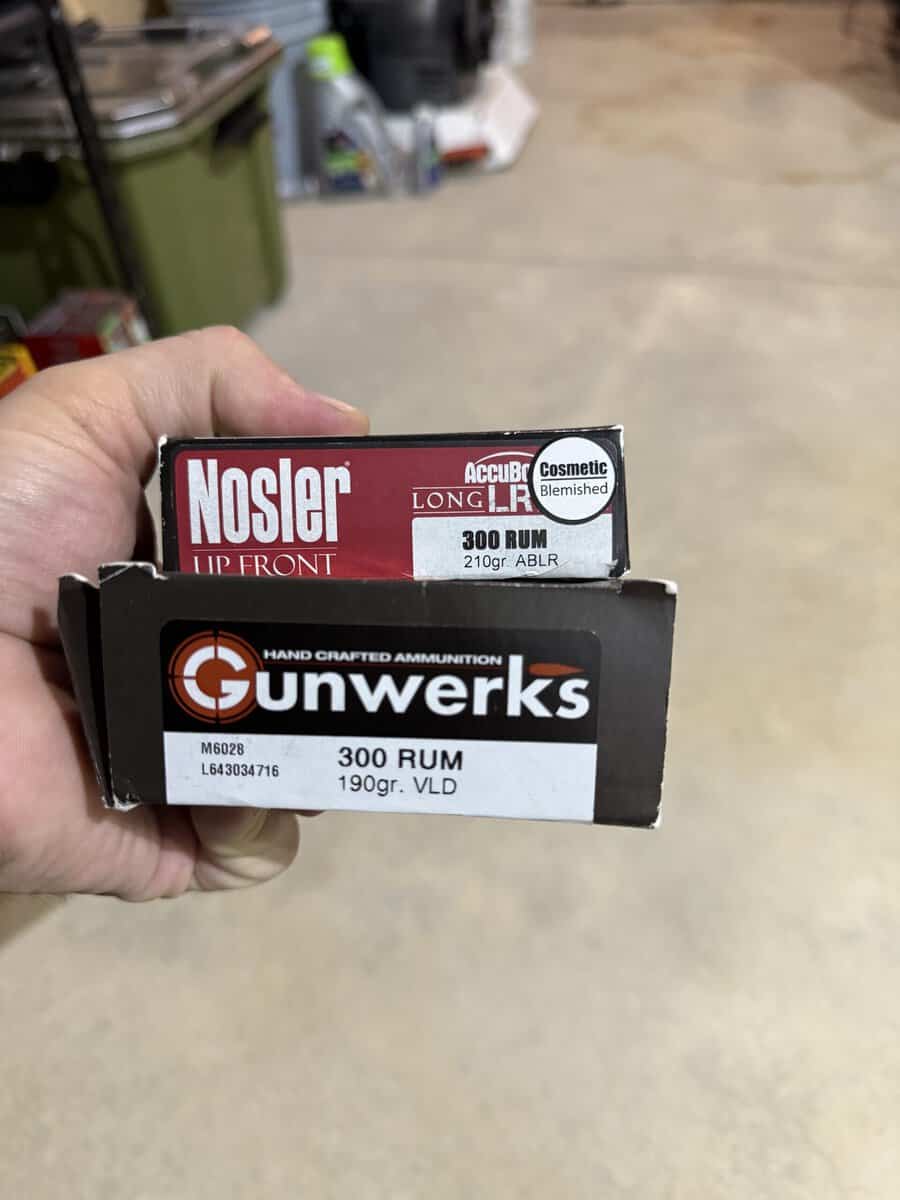 Nosler®
UP FRONT
LONG LR
Cosmetic
Blemished
300 RUM
210gr. ABLR
HAND CRAFTED AMMUNITION
Gunwerks
M6028
L643034716
300 RUM
190gr. VLD